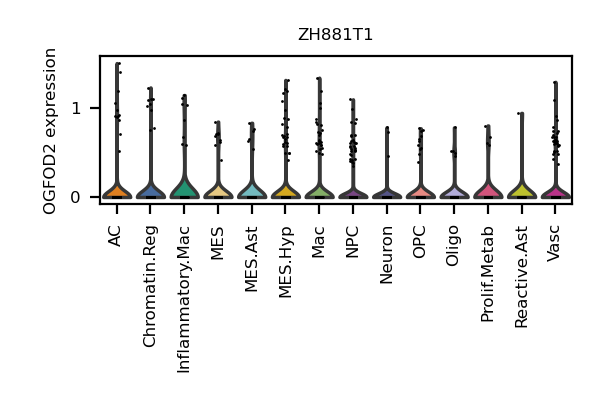 ZH881T1
OGFOD2 expression
1
0
AC
Chromatin.Reg
Inflammatory.Mac
MES
MES.Ast
MES.Hyp
Mac
NPC
Neuron
OPC
Oligo
Prolif.Metab
Reactive.Ast
Vasc